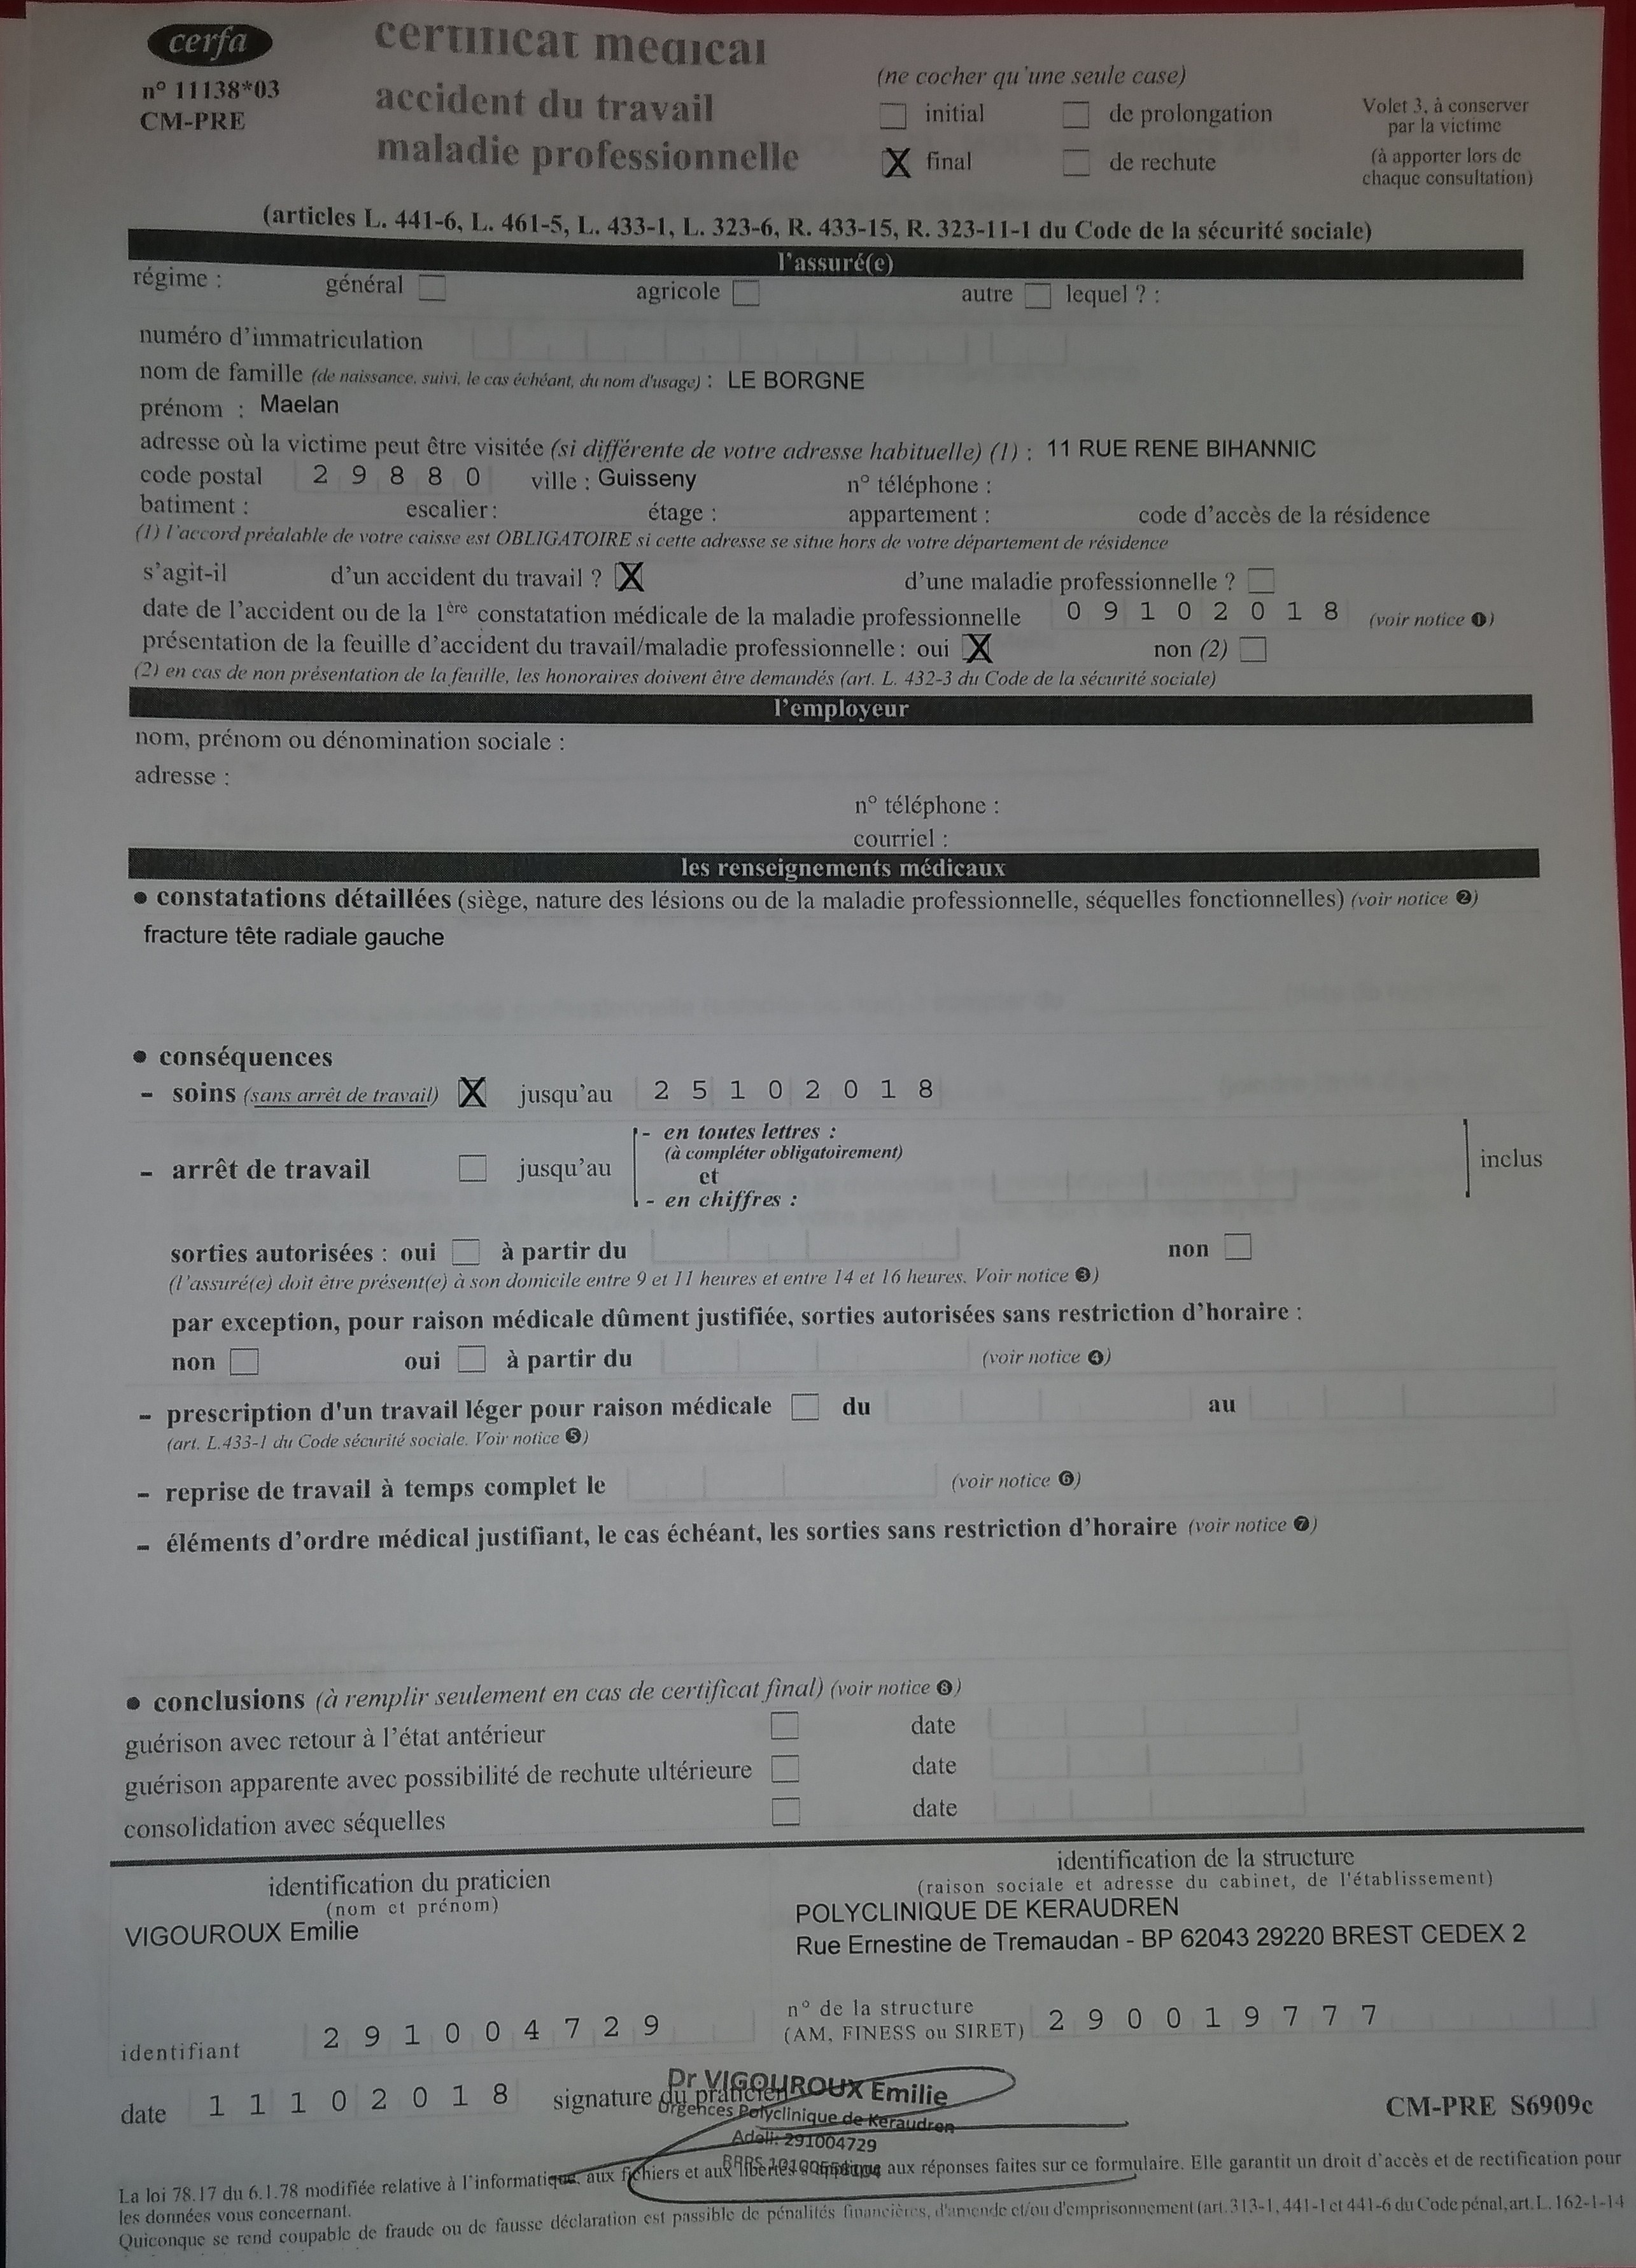 cerfa
n° 11138*03
CM-PRE
certificat médical
accident du travail
maladie professionnelle
(ne cocher qu'une seule case)
initial de prolongation
X final de rechute
Volet 3, à conserver
par la victime
(à apporter lors de
chaque consultation)
(articles L. 441-6, L. 461-5, L. 433-1, L. 323-6, R. 433-15, R. 323-11-1 du Code de la sécurité sociale)
l'assuré(e)
régime : général agricole autre lequel ? :
numéro d'immatriculation
nom de famille (de naissance, suivi, le cas échéant, du nom d'usage) : LE BORGNE
prénom : Maelan
adresse où la victime peut être visitée (si différente de votre adresse habituelle) (1) : 11 RUE RENE BIHANNIC
code postal 2 9 8 8 0 ville : Guisseny n° téléphone :
batiment : escalier : étage : appartement : code d'accès de la résidence
(1) l'accord préalable de votre caisse est OBLIGATOIRE si cette adresse se situe hors de votre département de résidence
s'agit-il d'un accident du travail ? X d'une maladie professionnelle ?
date de l'accident ou de la 1ère constatation médicale de la maladie professionnelle 0 9 1 0 2 0 1 8 (voir notice ❶)
présentation de la feuille d'accident du travail/maladie professionnelle : oui X non (2)
(2) en cas de non présentation de la feuille, les honoraires doivent être demandés (art. L. 432-3 du Code de la sécurité sociale)
l'employeur
nom, prénom ou dénomination sociale :
adresse :
n° téléphone :
courriel :
les renseignements médicaux
● constatations détaillées (siège, nature des lésions ou de la maladie professionnelle, séquelles fonctionnelles) (voir notice ❷)
fracture tête radiale gauche
● conséquences
- soins (sans arrêt de travail) X jusqu'au 2 5 1 0 2 0 1 8
- arrêt de travail jusqu'au
- en toutes lettres :
(à compléter obligatoirement)
et
- en chiffres :
inclus
sorties autorisées : oui à partir du non
(l'assuré(e) doit être présent(e) à son domicile entre 9 et 11 heures et entre 14 et 16 heures. Voir notice ❸)
par exception, pour raison médicale dûment justifiée, sorties autorisées sans restriction d'horaire :
non oui à partir du (voir notice ❹)
- prescription d'un travail léger pour raison médicale du au
(art. L.433-1 du Code sécurité sociale. Voir notice ❺)
- reprise de travail à temps complet le (voir notice ❻)
- éléments d'ordre médical justifiant, le cas échéant, les sorties sans restriction d'horaire (voir notice ❼)
● conclusions (à remplir seulement en cas de certificat final) (voir notice ❽)
guérison avec retour à l'état antérieur date
guérison apparente avec possibilité de rechute ultérieure date
consolidation avec séquelles date
identification du praticien
(nom et prénom)
VIGOUROUX Emilie
identification de la structure
(raison sociale et adresse du cabinet, de l'établissement)
POLYCLINIQUE DE KERAUDREN
Rue Ernestine de Tremaudan - BP 62043 29220 BREST CEDEX 2
identifiant 2 9 1 0 0 4 7 2 9
n° de la structure
(AM, FINESS ou SIRET) 2 9 0 0 1 9 7 7 7
date 1 1 1 0 2 0 1 8 signature du praticien
Dr VIGOUROUX Emilie
Urgences Polyclinique de Keraudren
Adeli: 291004729
CM-PRE S6909c
La loi 78.17 du 6.1.78 modifiée relative à l'informatique, aux fichiers et aux libertés s'applique aux réponses faites sur ce formulaire. Elle garantit un droit d'accès et de rectification pour
les données vous concernant.
Quiconque se rend coupable de fraude ou de fausse déclaration est passible de pénalités financières, d'amende et/ou d'emprisonnement (art. 313-1, 441-1 et 441-6 du Code pénal, art. L. 162-1-14